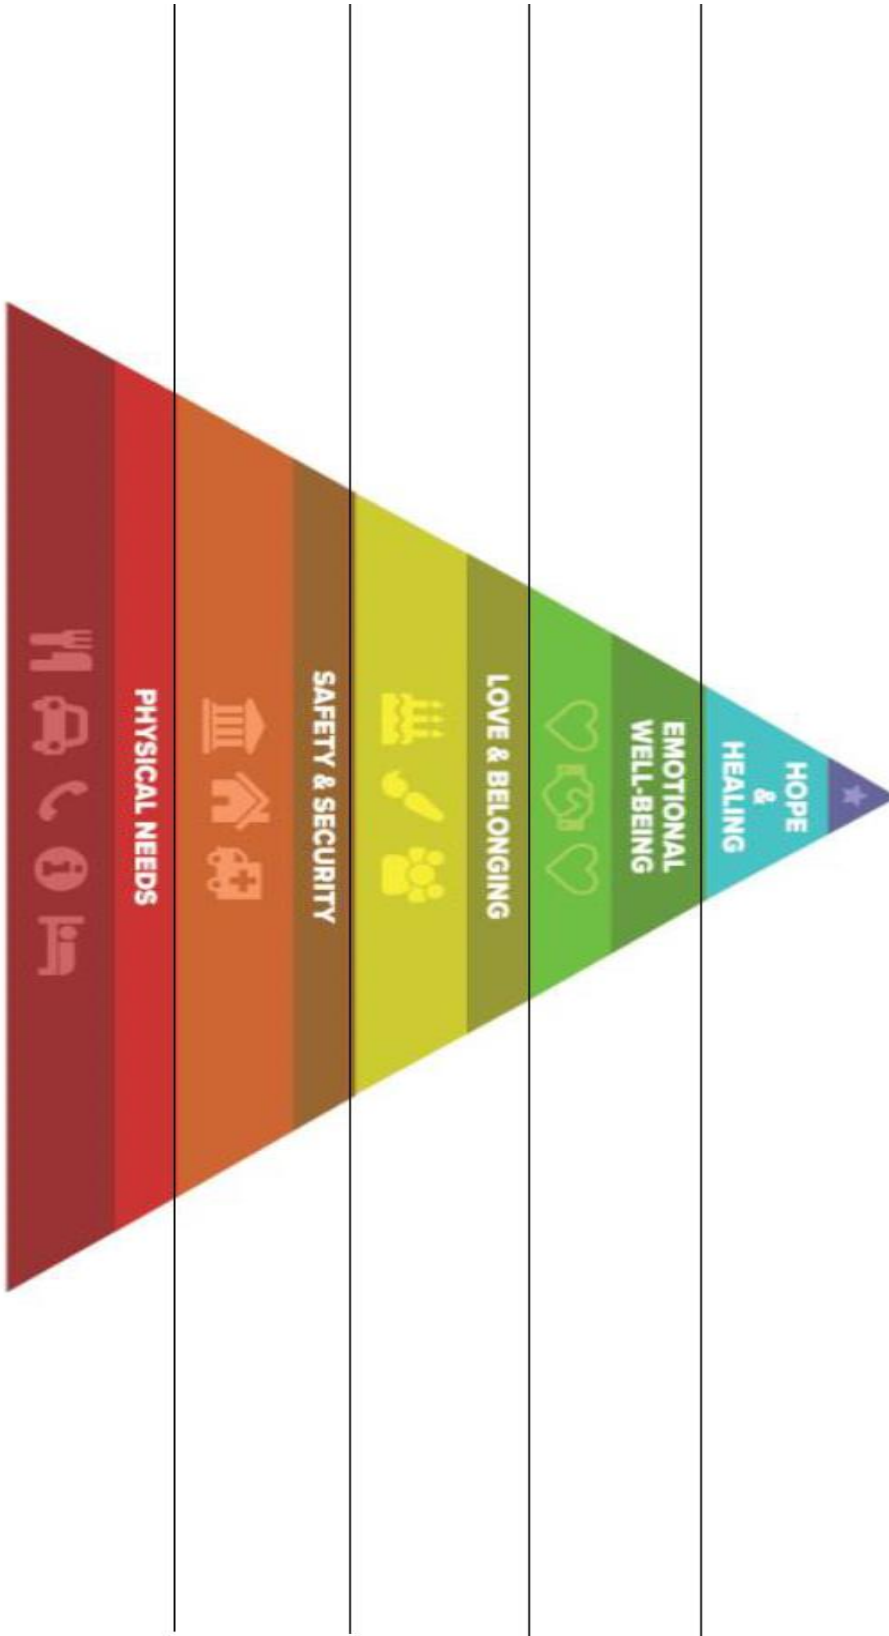 HOPE
&
HEALING
EMOTIONAL
WELL-BEING
LOVE & BELONGING
SAFETY & SECURITY
PHYSICAL NEEDS